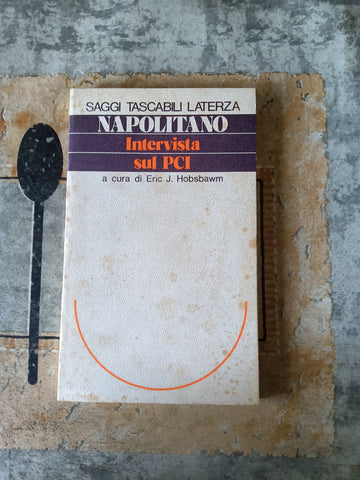 SAGGI TASCABILI LATERZA
NAPOLITANO
Intervista
sul PCI
a cura di Eric J. Hobsbawm